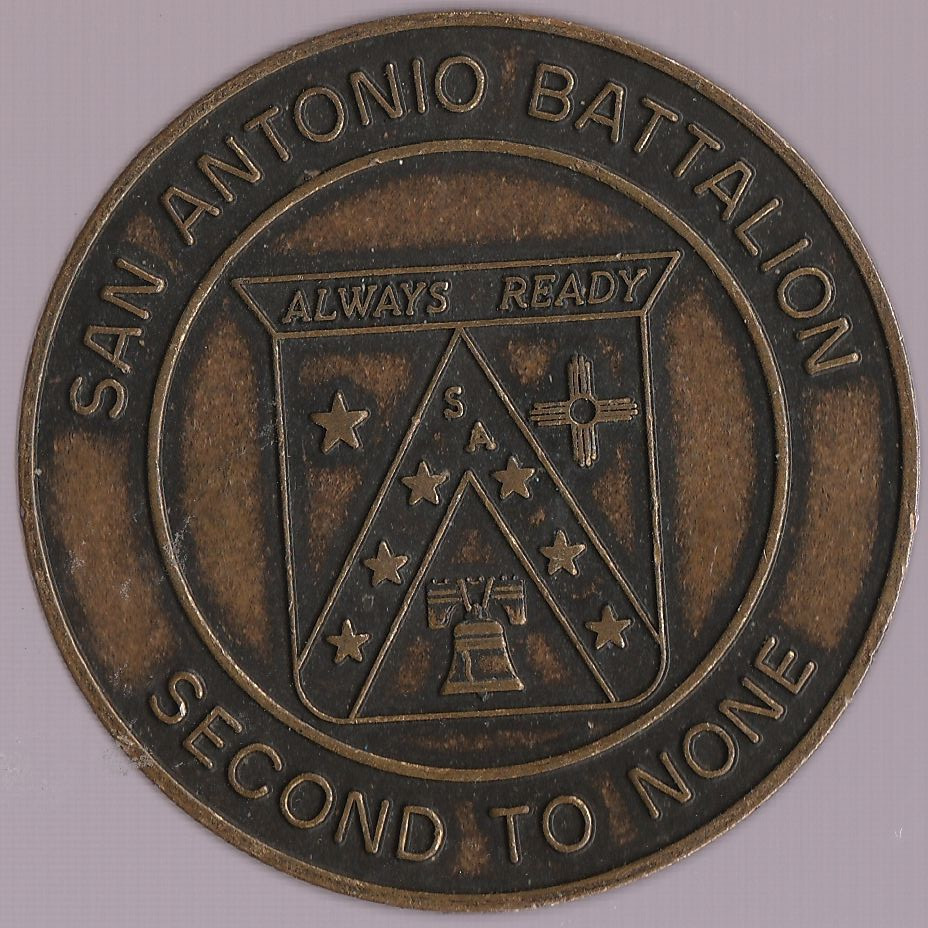 SAN ANTONIO BATTALION
ALWAYS READY
S
A
SECOND TO NONE